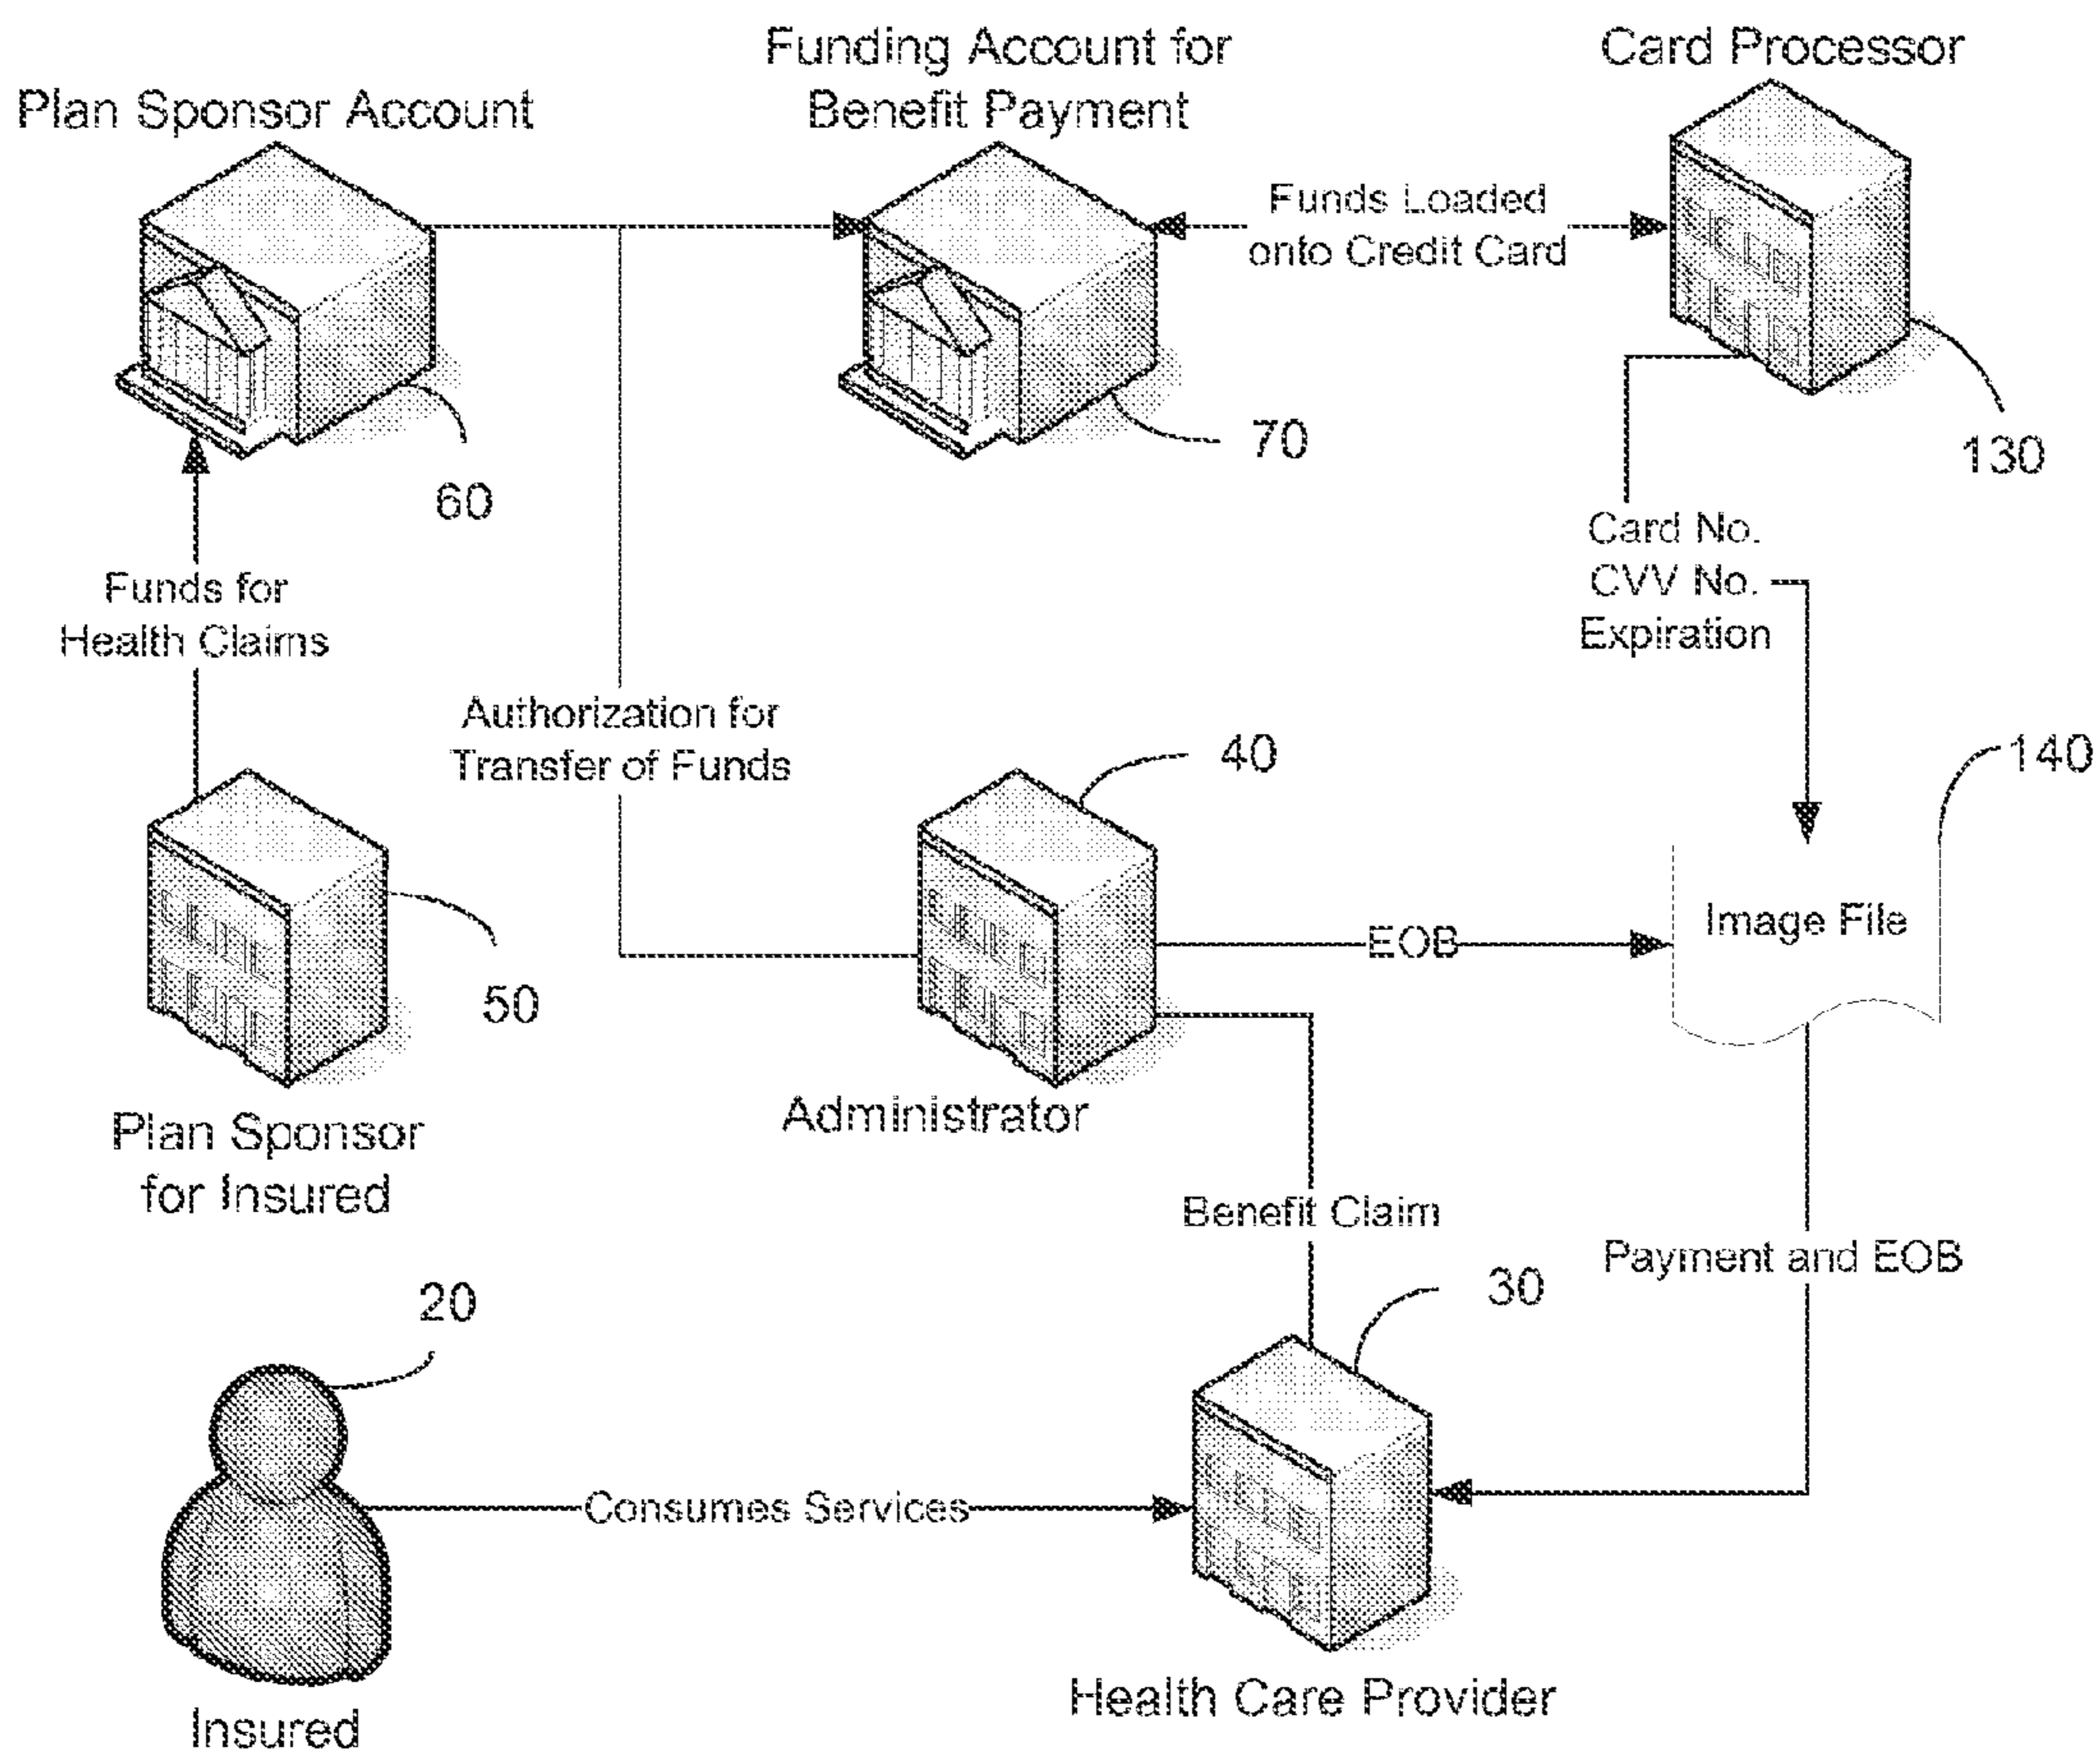 Funding Account for
Benefit Payment
Card Processor
Plan Sponsor Account
Funds Loaded
onto Credit Card
60
70
130
Card No.
CVV No.
Expiration
Funds for
Health Claims
Authorization for
Transfer of Funds
40
140
Image File
EOB
50
Administrator
Plan Sponsor
for Insured
Benefit Claim
Payment and EOB
20
30
Consumes Services
Health Care Provider
Insured